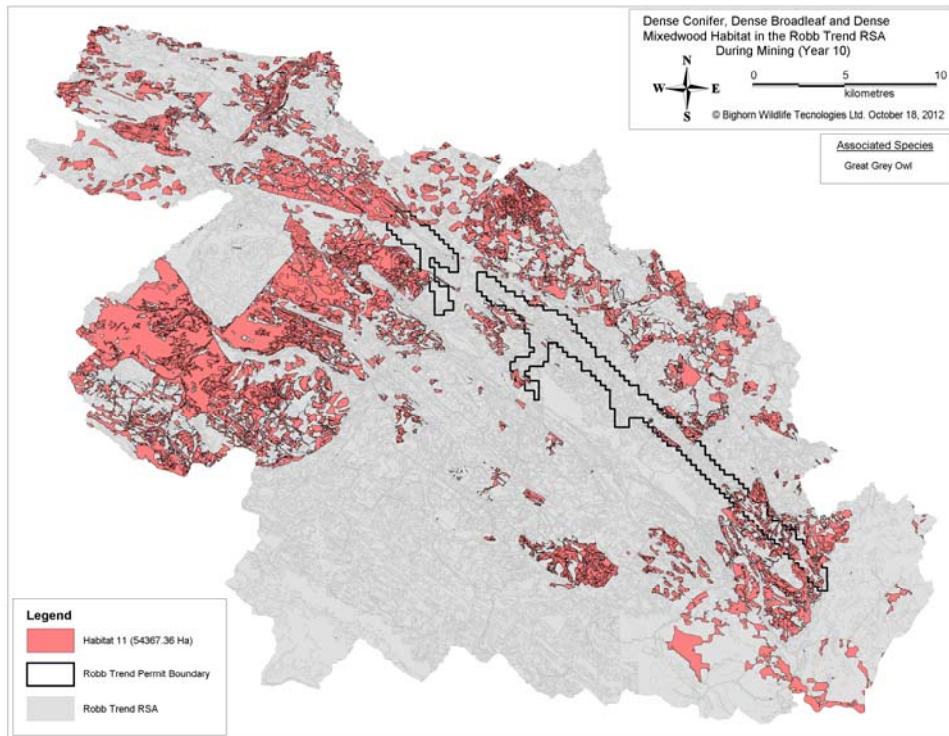 Dense Conifer, Dense Broadleaf and Dense
Mixedwood Habitat in the Robb Trend RSA
During Mining (Year 10)
N
W E
S
0 5 10
kilometres
© Bighorn Wildlife Tecnologies Ltd. October 18, 2012
Associated Species
Great Grey Owl
Legend
Habitat 11 (54367.36 Ha)
Robb Trend Permit Boundary
Robb Trend RSA